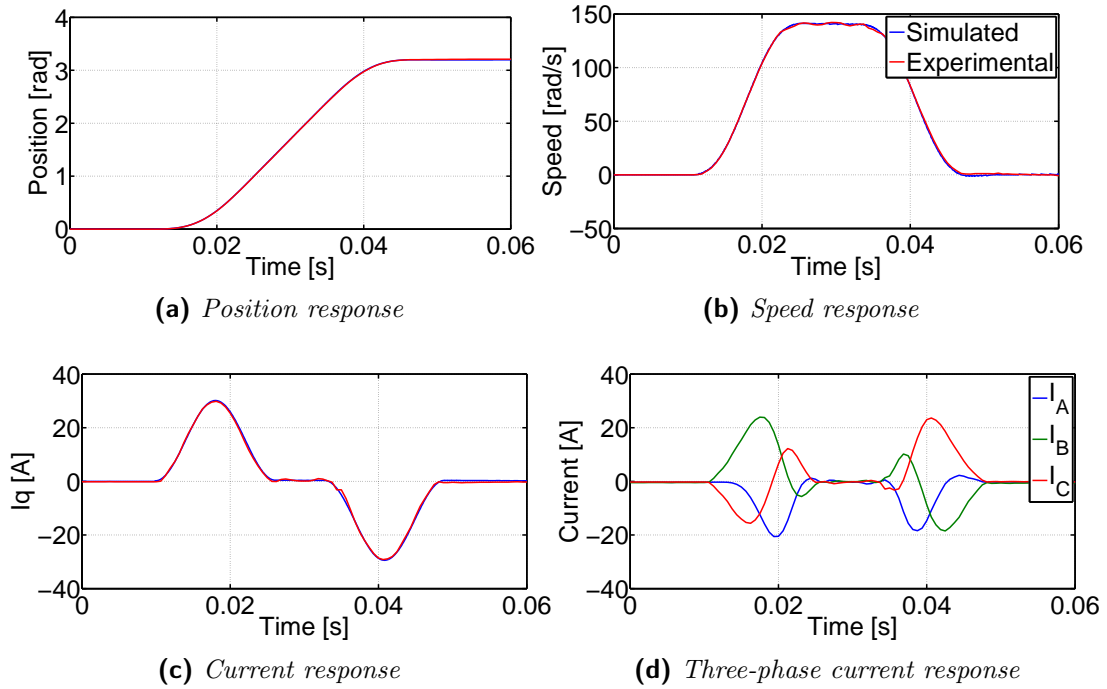 4
3
2
1
0
Position [rad]
0
0.02
0.04
0.06
Time [s]
(a) Position response
150
100
50
0
−50
Speed [rad/s]
Simulated
Experimental
0
0.02
0.04
0.06
Time [s]
(b) Speed response
40
20
0
−20
−40
Iq [A]
0
0.02
0.04
0.06
Time [s]
(c) Current response
40
20
0
−20
−40
Current [A]
I_A
I_B
I_C
0
0.02
0.04
0.06
Time [s]
(d) Three-phase current response